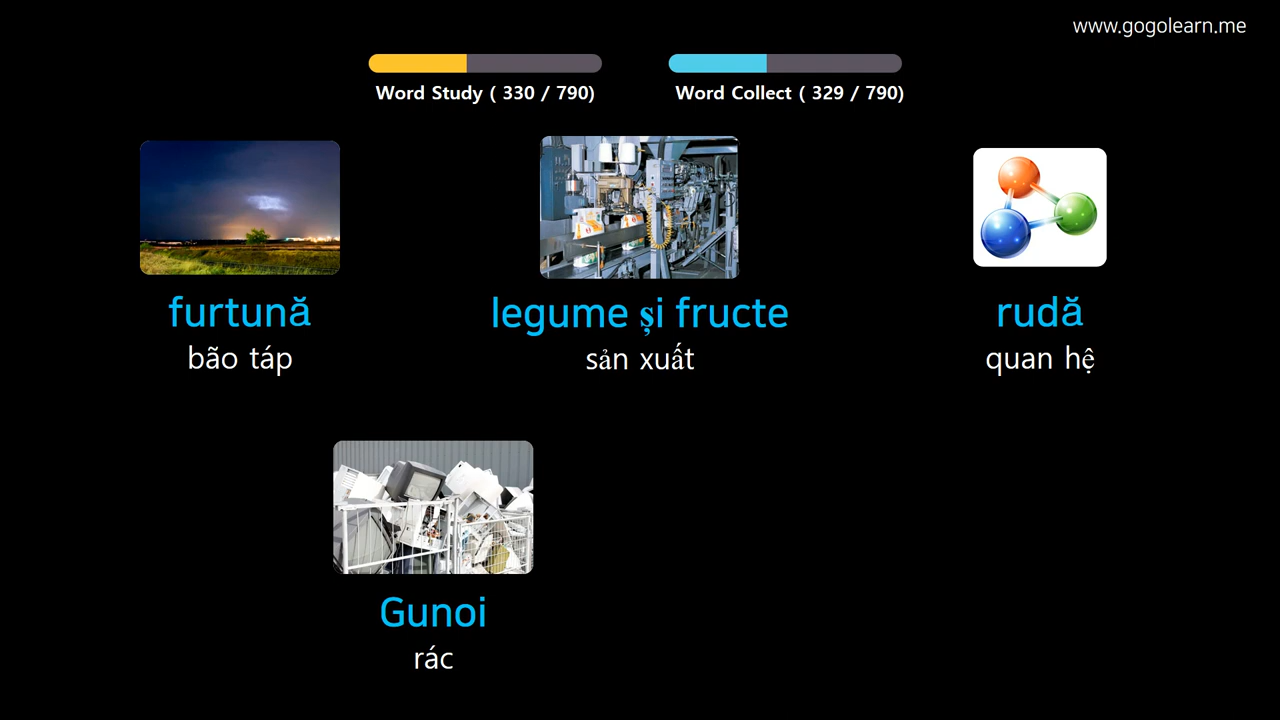 www.gogolearn.me
Word Study ( 330 / 790)
Word Collect ( 329 / 790)
furtună
bão táp
legume și fructe
sản xuất
rudă
quan hệ
Gunoi
rác